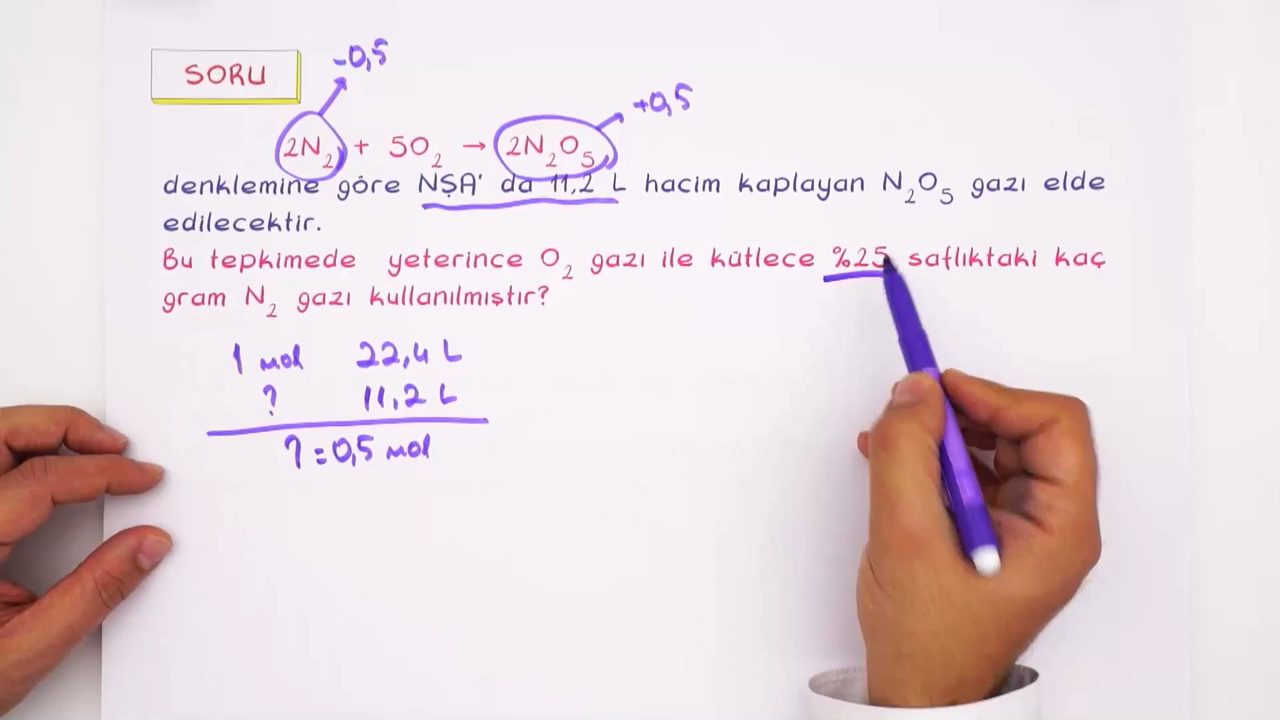 -0,5
SORU
+0,5
2N₂ + 5O₂ → 2N₂O₅
denklemine göre NŞA' da 11,2 L hacim kaplayan N₂O₅ gazı elde
edilecektir.
Bu tepkimede yeterince O₂ gazı ile kütlece %25 saflıktaki kaç
gram N₂ gazı kullanılmıştır?
1 mol 22,4 L
? 11,2 L
? = 0,5 mol